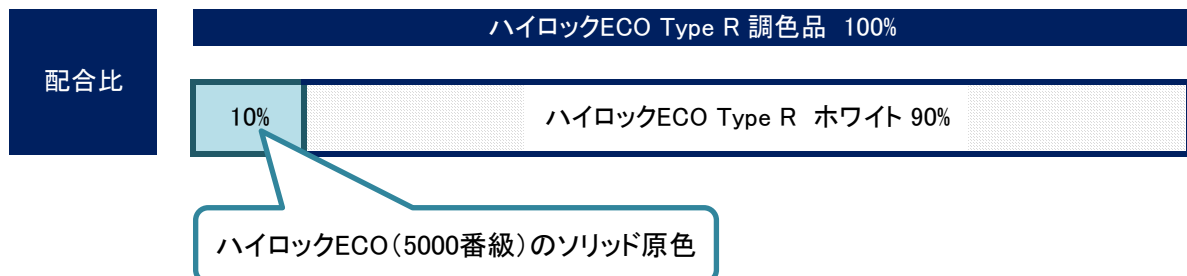 ハイロックECO Type R 調色品 100%
配合比
10%
ハイロックECO Type R ホワイト 90%
ハイロックECO(5000番級)のソリッド原色